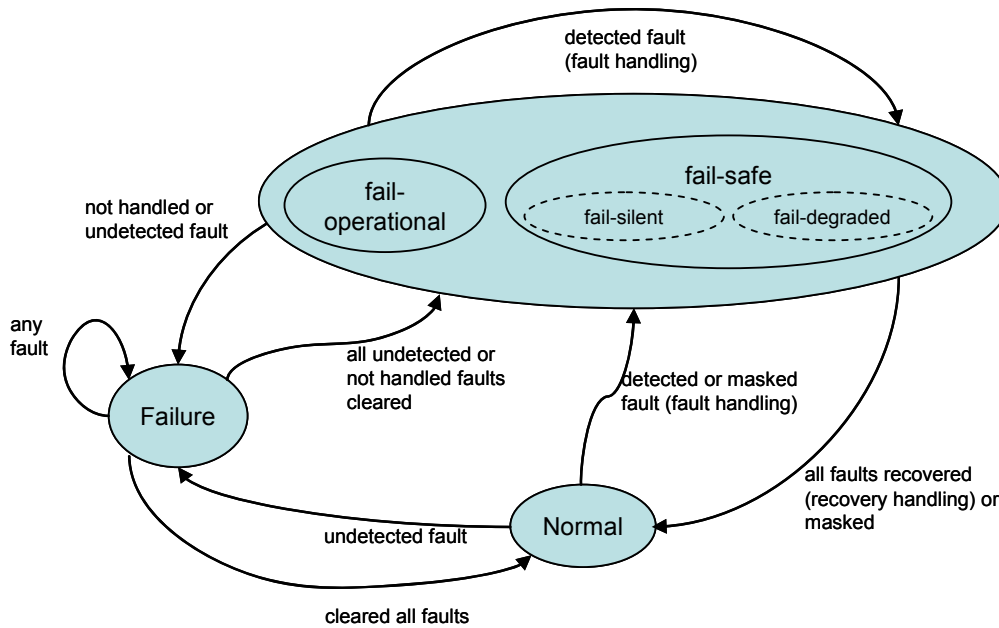 detected fault
(fault handling)
fail-
operational
fail-safe
fail-silent
fail-degraded
not handled or
undetected fault
any
fault
all undetected or
not handled faults
cleared
detected or masked
fault (fault handling)
Failure
all faults recovered
(recovery handling) or
masked
Normal
undetected fault
cleared all faults